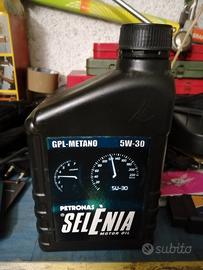 GPL-METANO 5W-30
5W-30
PETRONAS
SELENIA
MOTOR OIL
subito